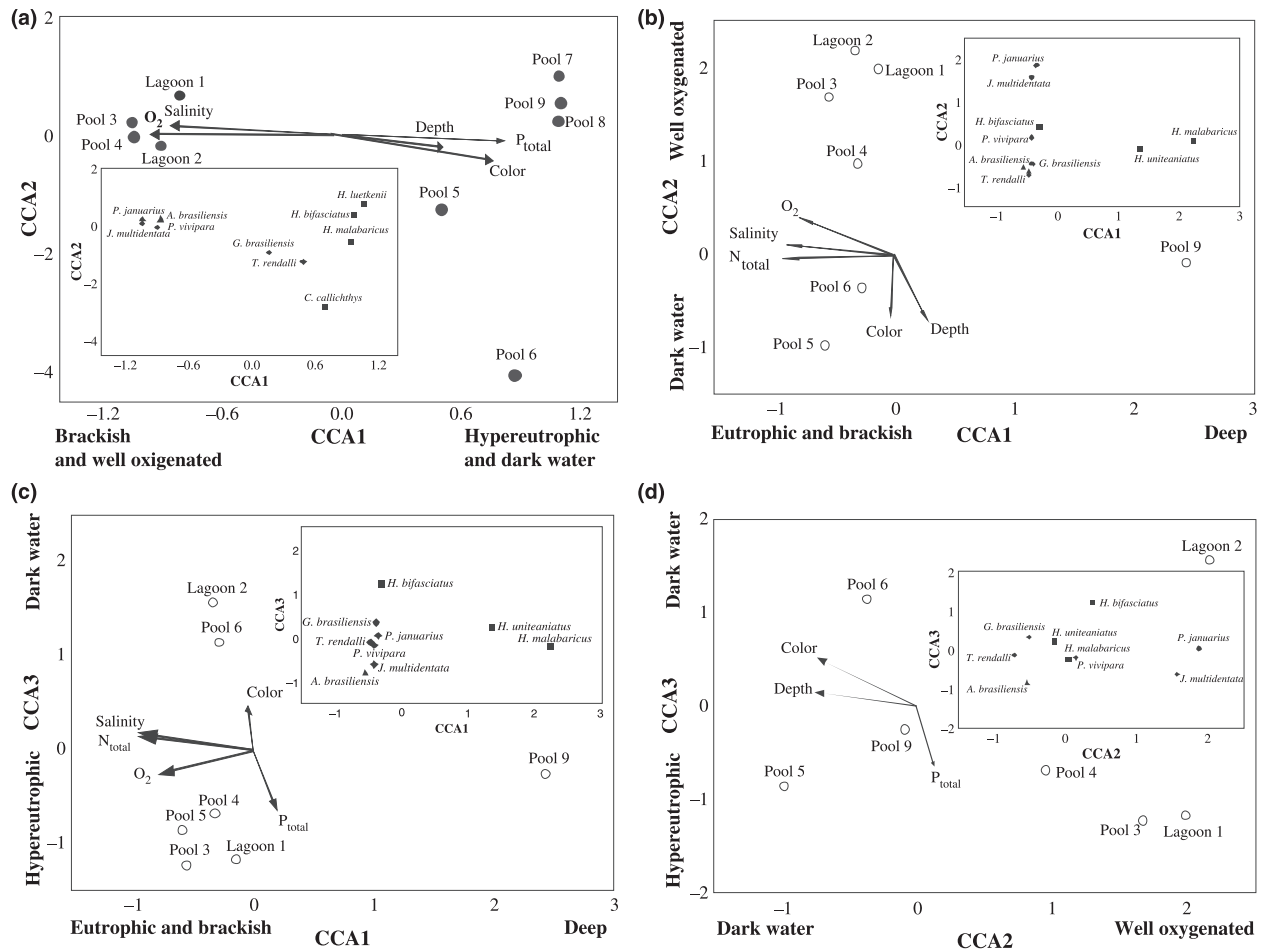 (a)
2
0
−2
−4
CCA2
Lagoon 1
Salinity
O2
Pool 3
Pool 4
Lagoon 2
Pool 7
Pool 9
Pool 8
Depth
Ptotal
Color
Pool 5
Pool 6
2
0
−2
−4
CCA2
P. januarius
A. brasiliensis
J. multidentata
P. vivipara
G. brasiliensis
T. rendalli
H. luetkenii
H. bifasciatus
H. malabaricus
C. callichthys
−1.2 0.0 0.6 1.2
CCA1
−1.2 −0.6 0.0 0.6 1.2
Brackish
and well oxigenated
CCA1
Hypereutrophic
and dark water
(b)
Well oxygenated
CCA2
Dark water
2
1
0
−1
Lagoon 2
Lagoon 1
Pool 3
Pool 4
O2
Salinity
Ntotal
Pool 6
Color
Depth
Pool 5
Pool 9
CCA2
2
1
0
−1
P. januarius
J. multidentata
H. bifasciatus
P. vivipara
H. malabaricus
H. uniteaniatus
A. brasiliensis
G. brasiliensis
T. rendalli
−1 0 1 2 3
CCA1
−1 0 1 2 3
Eutrophic and brackish
CCA1
Deep
(c)
Dark water
CCA3
Hypereutrophic
2
1
0
−1
Lagoon 2
Pool 6
Color
Salinity
Ntotal
O2
Pool 4
Pool 5
Pool 3
Lagoon 1
Ptotal
Pool 9
CCA3
2
1
0
−1
H. bifasciatus
G. brasiliensis
P. januarius
T. rendalli
P. vivipara
J. multidentata
A. brasiliensis
H. uniteaniatus
H. malabaricus
−1 0 1 2 3
CCA1
−1 0 1 2 3
Eutrophic and brackish
CCA1
Deep
(d)
Dark water
CCA3
Hypereutrophic
2
1
0
−1
−2
Lagoon 2
Pool 6
Color
Depth
Pool 9
Ptotal
Pool 5
Pool 4
Pool 3
Lagoon 1
CCA3
2
1
0
−1
−2
H. bifasciatus
G. brasiliensis
H. uniteaniatus
H. malabaricus
T. rendalli
P. vivipara
A. brasiliensis
P. januarius
J. multidentata
−1 0 1 2
CCA2
−1 0 1 2
Dark water
CCA2
Well oxygenated